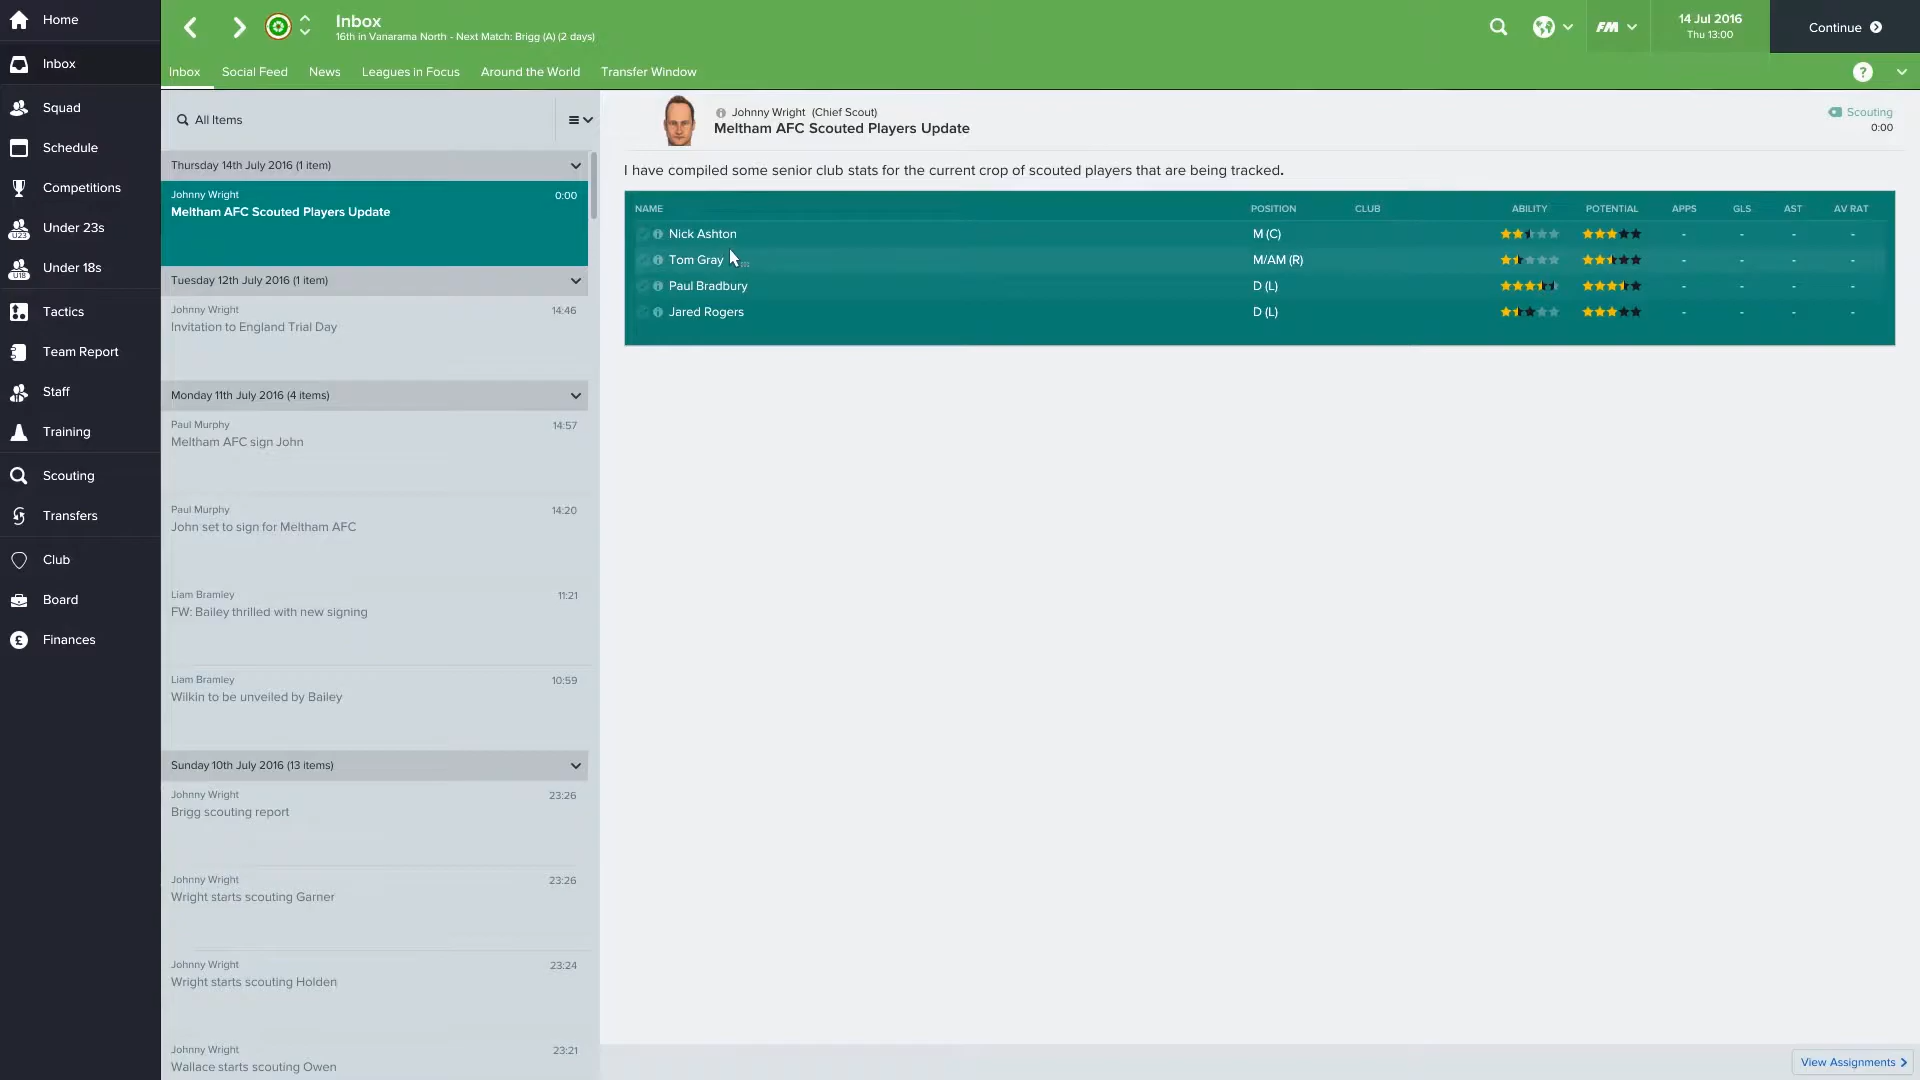 Home
Inbox
Squad
Schedule
Competitions
U23
Under 23s
U18
Under 18s
Tactics
Team Report
Staff
Training
Scouting
Transfers
Club
Board
£
Finances
Inbox
16th in Vanarama North - Next Match: Brigg (A) (2 days)
FM
14 Jul 2016
Thu 13:00
Continue
Inbox
Social Feed
News
Leagues in Focus
Around the World
Transfer Window
?
All Items
Thursday 14th July 2016 (1 item)
Johnny Wright 0:00
Meltham AFC Scouted Players Update
Tuesday 12th July 2016 (1 item)
Johnny Wright 14:46
Invitation to England Trial Day
Monday 11th July 2016 (4 items)
Paul Murphy 14:57
Meltham AFC sign John
Paul Murphy 14:20
John set to sign for Meltham AFC
Liam Bramley 11:21
FW: Bailey thrilled with new signing
Liam Bramley 10:59
Wilkin to be unveiled by Bailey
Sunday 10th July 2016 (13 items)
Johnny Wright 23:26
Brigg scouting report
Johnny Wright 23:26
Wright starts scouting Garner
Johnny Wright 23:24
Wright starts scouting Holden
Johnny Wright 23:21
Wallace starts scouting Owen
Johnny Wright (Chief Scout)
Meltham AFC Scouted Players Update
Scouting
0:00
I have compiled some senior club stats for the current crop of scouted players that are being tracked.
NAME POSITION CLUB ABILITY POTENTIAL APPS GLS AST AV RAT
Nick Ashton M (C) - - - -
Tom Gray M/AM (R) - - - -
Paul Bradbury D (L) - - - -
Jared Rogers D (L) - - - -
View Assignments